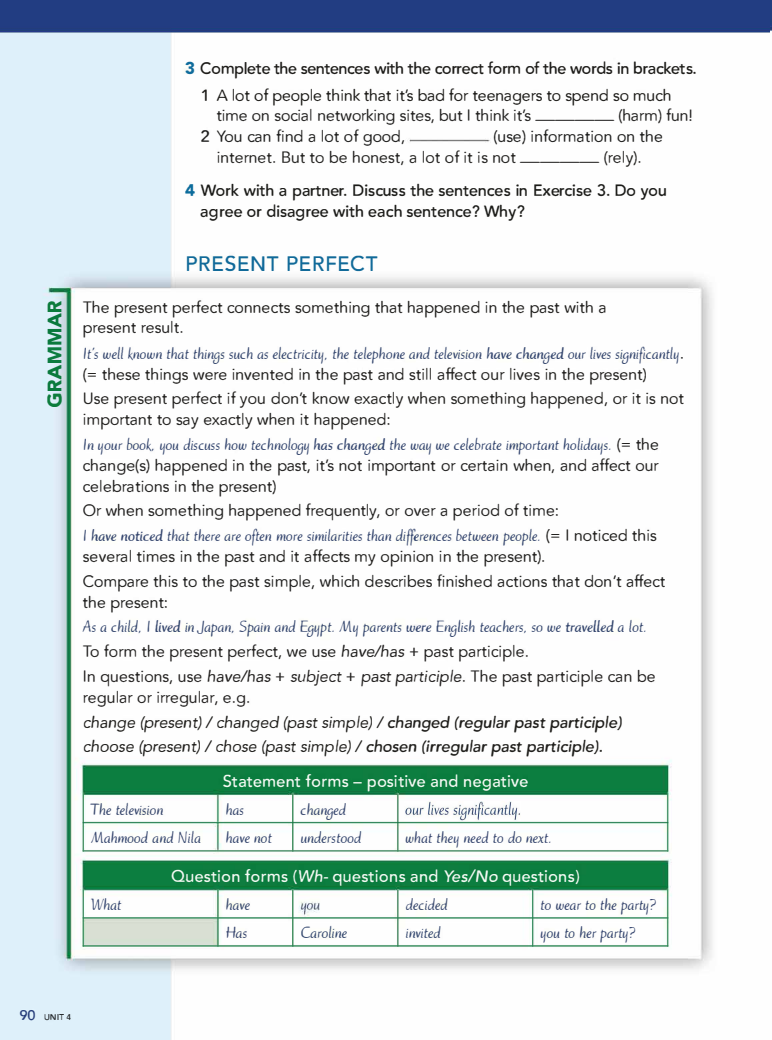 3 Complete the sentences with the correct form of the words in brackets.
1 A lot of people think that it's bad for teenagers to spend so much
time on social networking sites, but I think it's __________ (harm) fun!
2 You can find a lot of good, __________ (use) information on the
internet. But to be honest, a lot of it is not __________ (rely).
4 Work with a partner. Discuss the sentences in Exercise 3. Do you
agree or disagree with each sentence? Why?
PRESENT PERFECT
GRAMMAR
The present perfect connects something that happened in the past with a
present result.
It's well known that things such as electricity, the telephone and television have changed our lives significantly.
(= these things were invented in the past and still affect our lives in the present)
Use present perfect if you don't know exactly when something happened, or it is not
important to say exactly when it happened:
In your book, you discuss how technology has changed the way we celebrate important holidays. (= the
change(s) happened in the past, it's not important or certain when, and affect our
celebrations in the present)
Or when something happened frequently, or over a period of time:
I have noticed that there are often more similarities than differences between people. (= I noticed this
several times in the past and it affects my opinion in the present).
Compare this to the past simple, which describes finished actions that don't affect
the present:
As a child, I lived in Japan, Spain and Egypt. My parents were English teachers, so we travelled a lot.
To form the present perfect, we use have/has + past participle.
In questions, use have/has + subject + past participle. The past participle can be
regular or irregular, e.g.
change (present) / changed (past simple) / changed (regular past participle)
choose (present) / chose (past simple) / chosen (irregular past participle).
Statement forms – positive and negative
The television has changed our lives significantly.
Mahmood and Nila have not understood what they need to do next.
Question forms (Wh- questions and Yes/No questions)
What have you decided to wear to the party?
Has Caroline invited you to her party?
90 UNIT 4